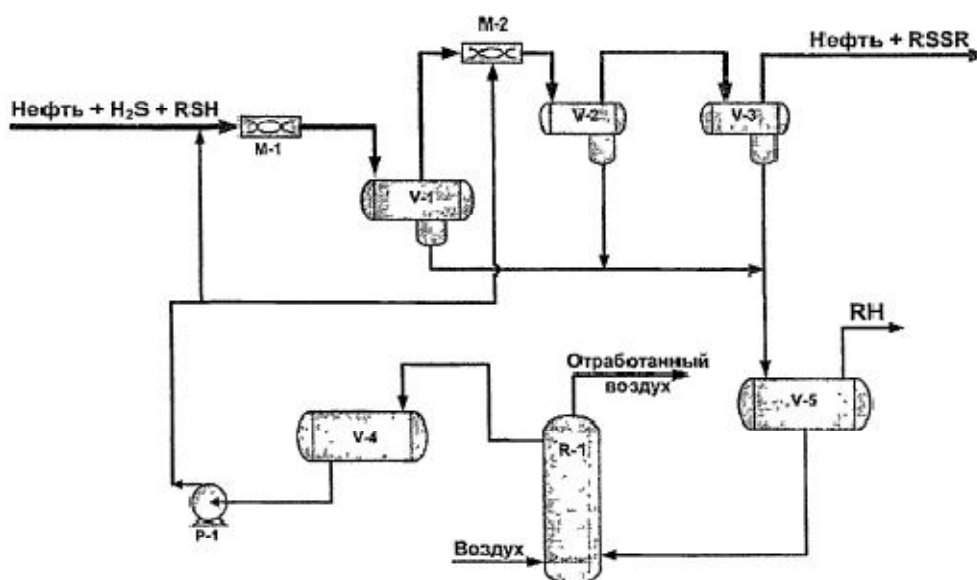 M-2
Нефть + RSSR
Нефть + H₂S + RSH
M-1
V-2
V-3
V-1
RH
Отработанный
воздух
V-4
R-1
V-5
P-1
Воздух